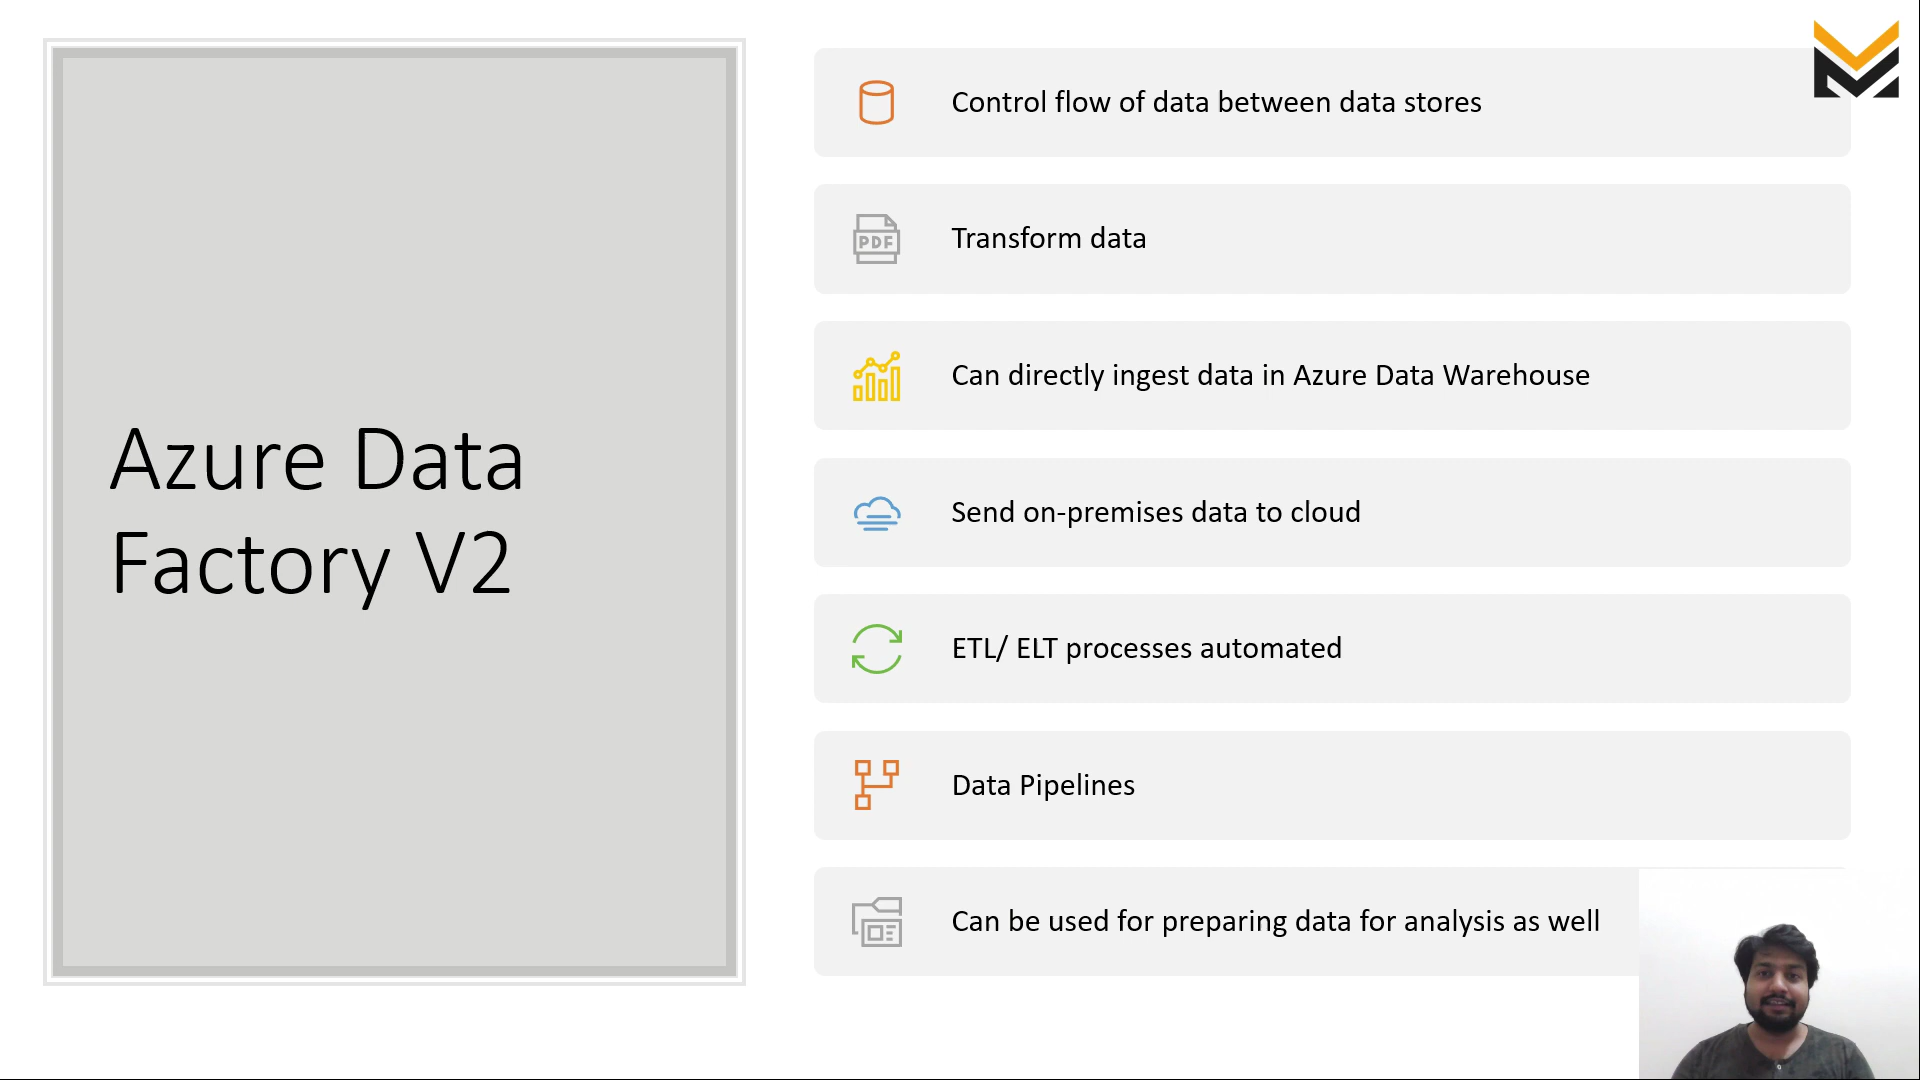 Azure Data
Factory V2
Control flow of data between data stores
PDF
Transform data
Can directly ingest data in Azure Data Warehouse
Send on-premises data to cloud
ETL/ ELT processes automated
Data Pipelines
Can be used for preparing data for analysis as well